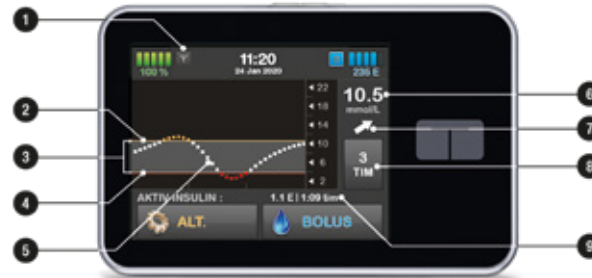 1
11:20
100 %
24 Jan 2020
236 E
22
2
10.5
6
18
mmol/L
14
7
3
10
3
TIM
8
6
4
2
AKTIV INSULIN :
1.1 E | 1:09 tim
5
ALT.
BOLUS
9